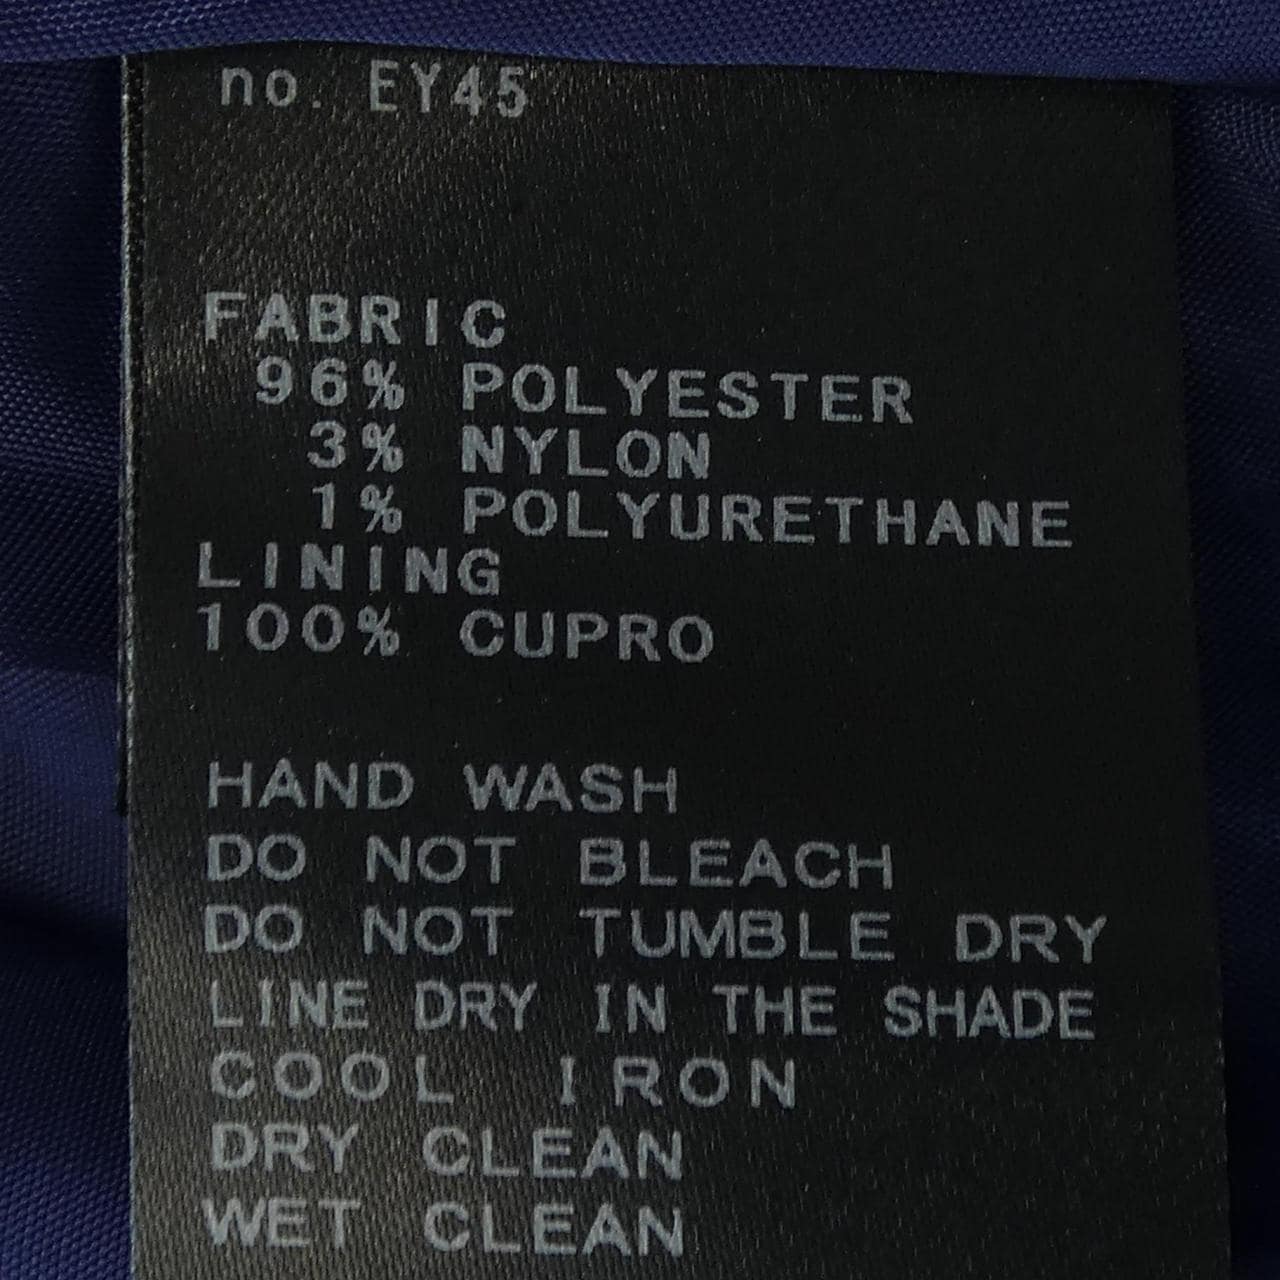 no. EY45
FABRIC
96% POLYESTER
3% NYLON
1% POLYURETHANE
LINING
100% CUPRO
HAND WASH
DO NOT BLEACH
DO NOT TUMBLE DRY
LINE DRY IN THE SHADE
COOL IRON
DRY CLEAN
WET CLEAN